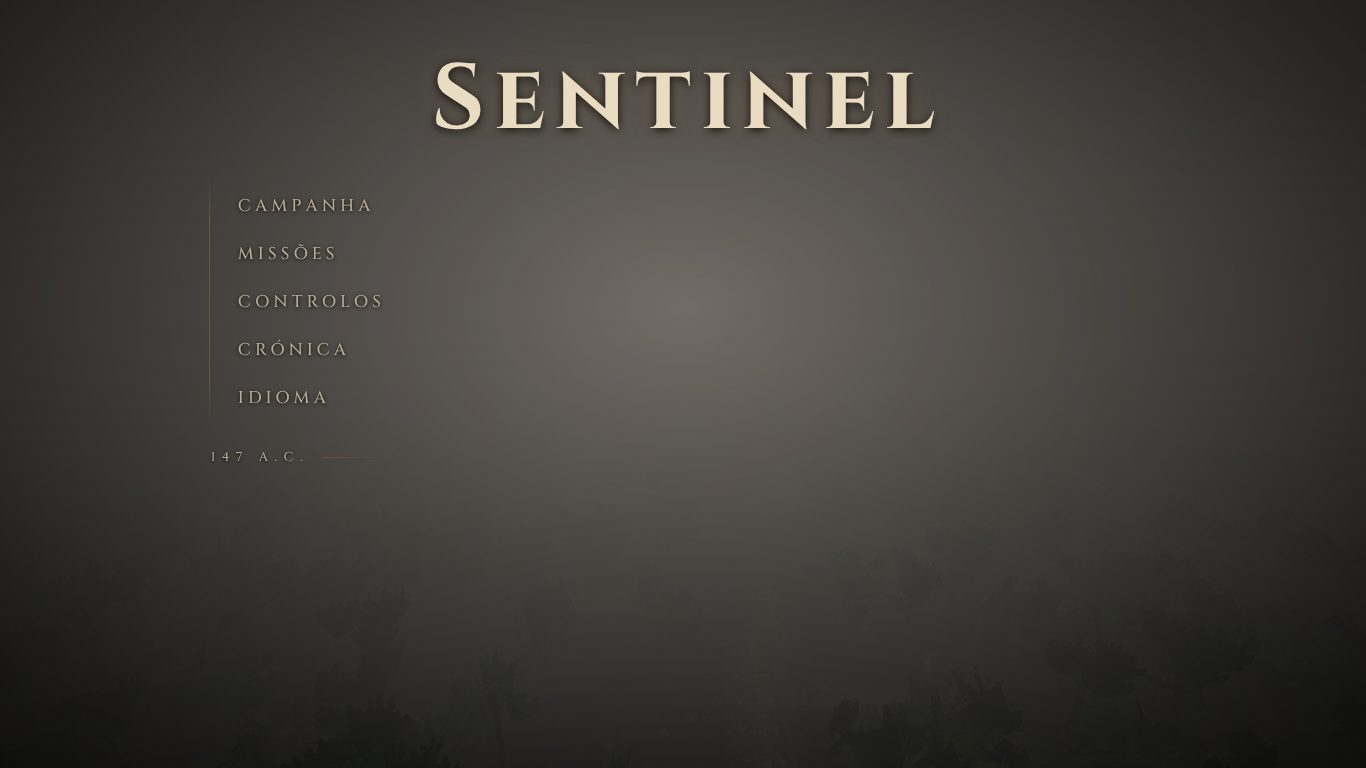 SENTINEL
CAMPANHA
MISSÕES
CONTROLOS
CRÓNICA
IDIOMA
147 A.C.